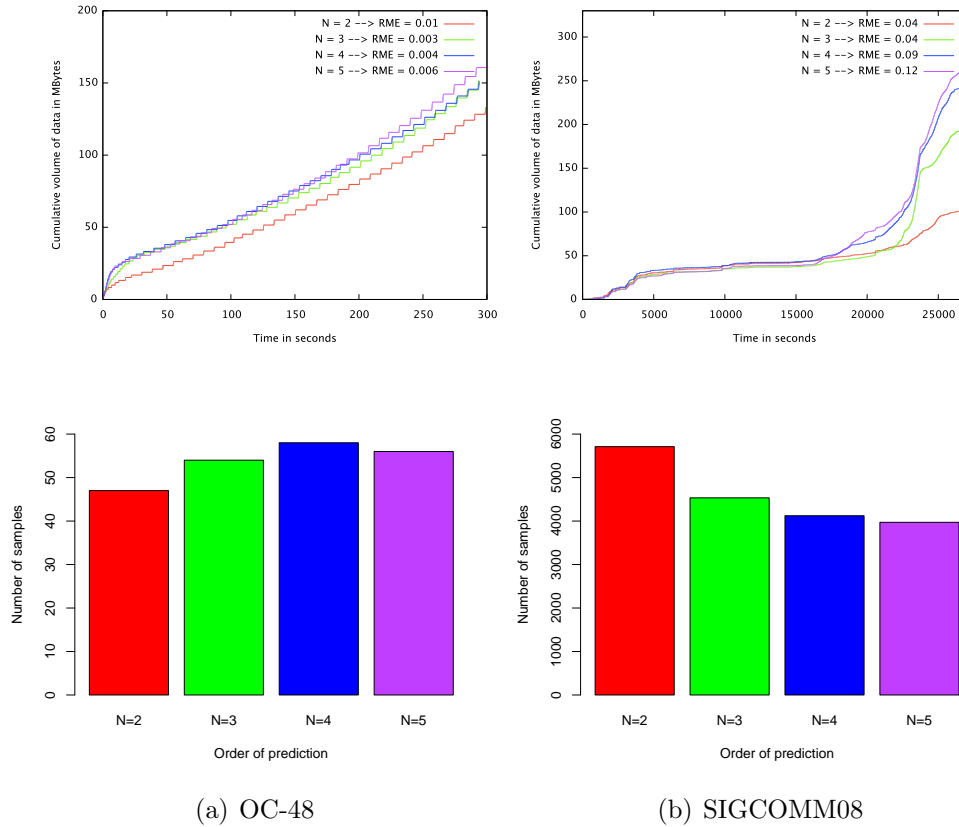 200
150
100
50
0
Cumulative volume of data in MBytes
N = 2 --> RME = 0.01
N = 3 --> RME = 0.003
N = 4 --> RME = 0.004
N = 5 --> RME = 0.006
0 50 100 150 200 250 300
Time in seconds
300
250
200
150
100
50
0
Cumulative volume of data in MBytes
N = 2 --> RME = 0.04
N = 3 --> RME = 0.04
N = 4 --> RME = 0.09
N = 5 --> RME = 0.12
0 5000 10000 15000 20000 25000
Time in seconds
60
50
40
30
20
10
0
Number of samples
N=2 N=3 N=4 N=5
Order of prediction
6000
5000
4000
3000
2000
1000
0
Number of samples
N=2 N=3 N=4 N=5
Order of prediction
(a) OC-48
(b) SIGCOMM08